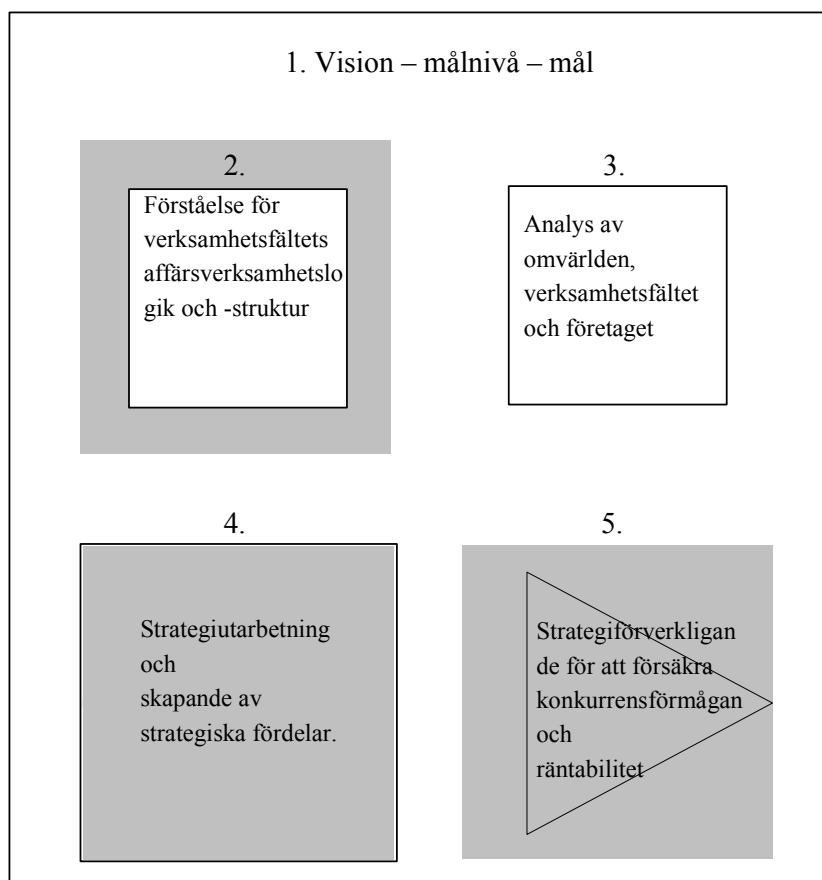 1. Vision – målnivå – mål
2.
Förståelse för
verksamhetsfältets
affärsverksamhetslo
gik och -struktur
3.
Analys av
omvärlden,
verksamhetsfältet
och företaget
4.
Strategiutarbetning
och
skapande av
strategiska fördelar.
5.
Strategiförverkligan
de för att försäkra
konkurrensförmågan
och
räntabilitet